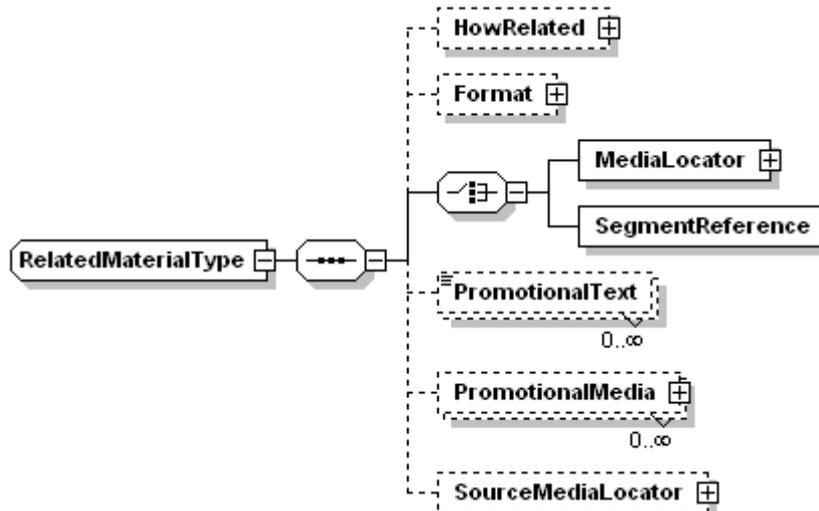 HowRelated
Format
MediaLocator
SegmentReference
RelatedMaterialType
PromotionalText
0..∞
PromotionalMedia
0..∞
SourceMediaLocator